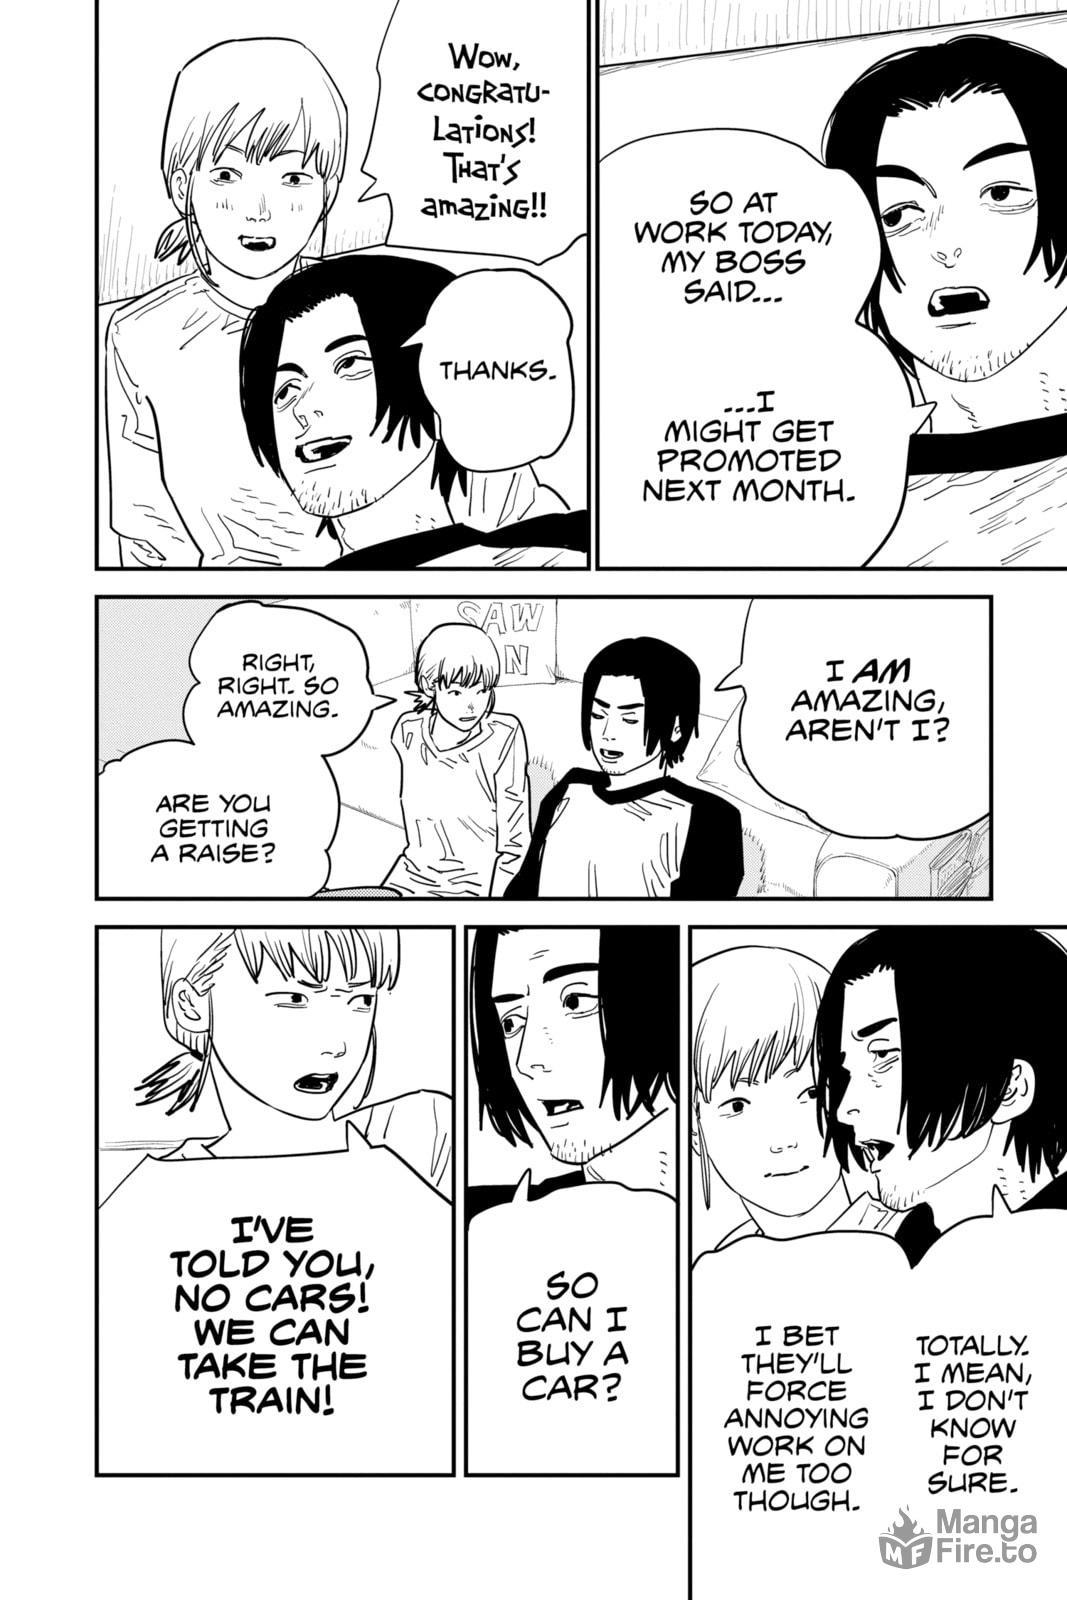 SO AT
WORK TODAY,
MY BOSS
SAID...
...I
MIGHT GET
PROMOTED
NEXT MONTH.
WOW,
CONGRATU-
LATIONS!
THAT'S
AMAZING!!
THANKS.
I AM
AMAZING,
AREN'T I?
SAW
N
RIGHT,
RIGHT. SO
AMAZING.
ARE YOU
GETTING
A RAISE?
TOTALLY.
I MEAN,
I DON'T
KNOW
FOR
SURE.
I BET
THEY'LL
FORCE
ANNOYING
WORK ON
ME TOO
THOUGH.
SO
CAN I
BUY A
CAR?
I'VE
TOLD YOU,
NO CARS!
WE CAN
TAKE THE
TRAIN!
MF
Manga
Fire.to